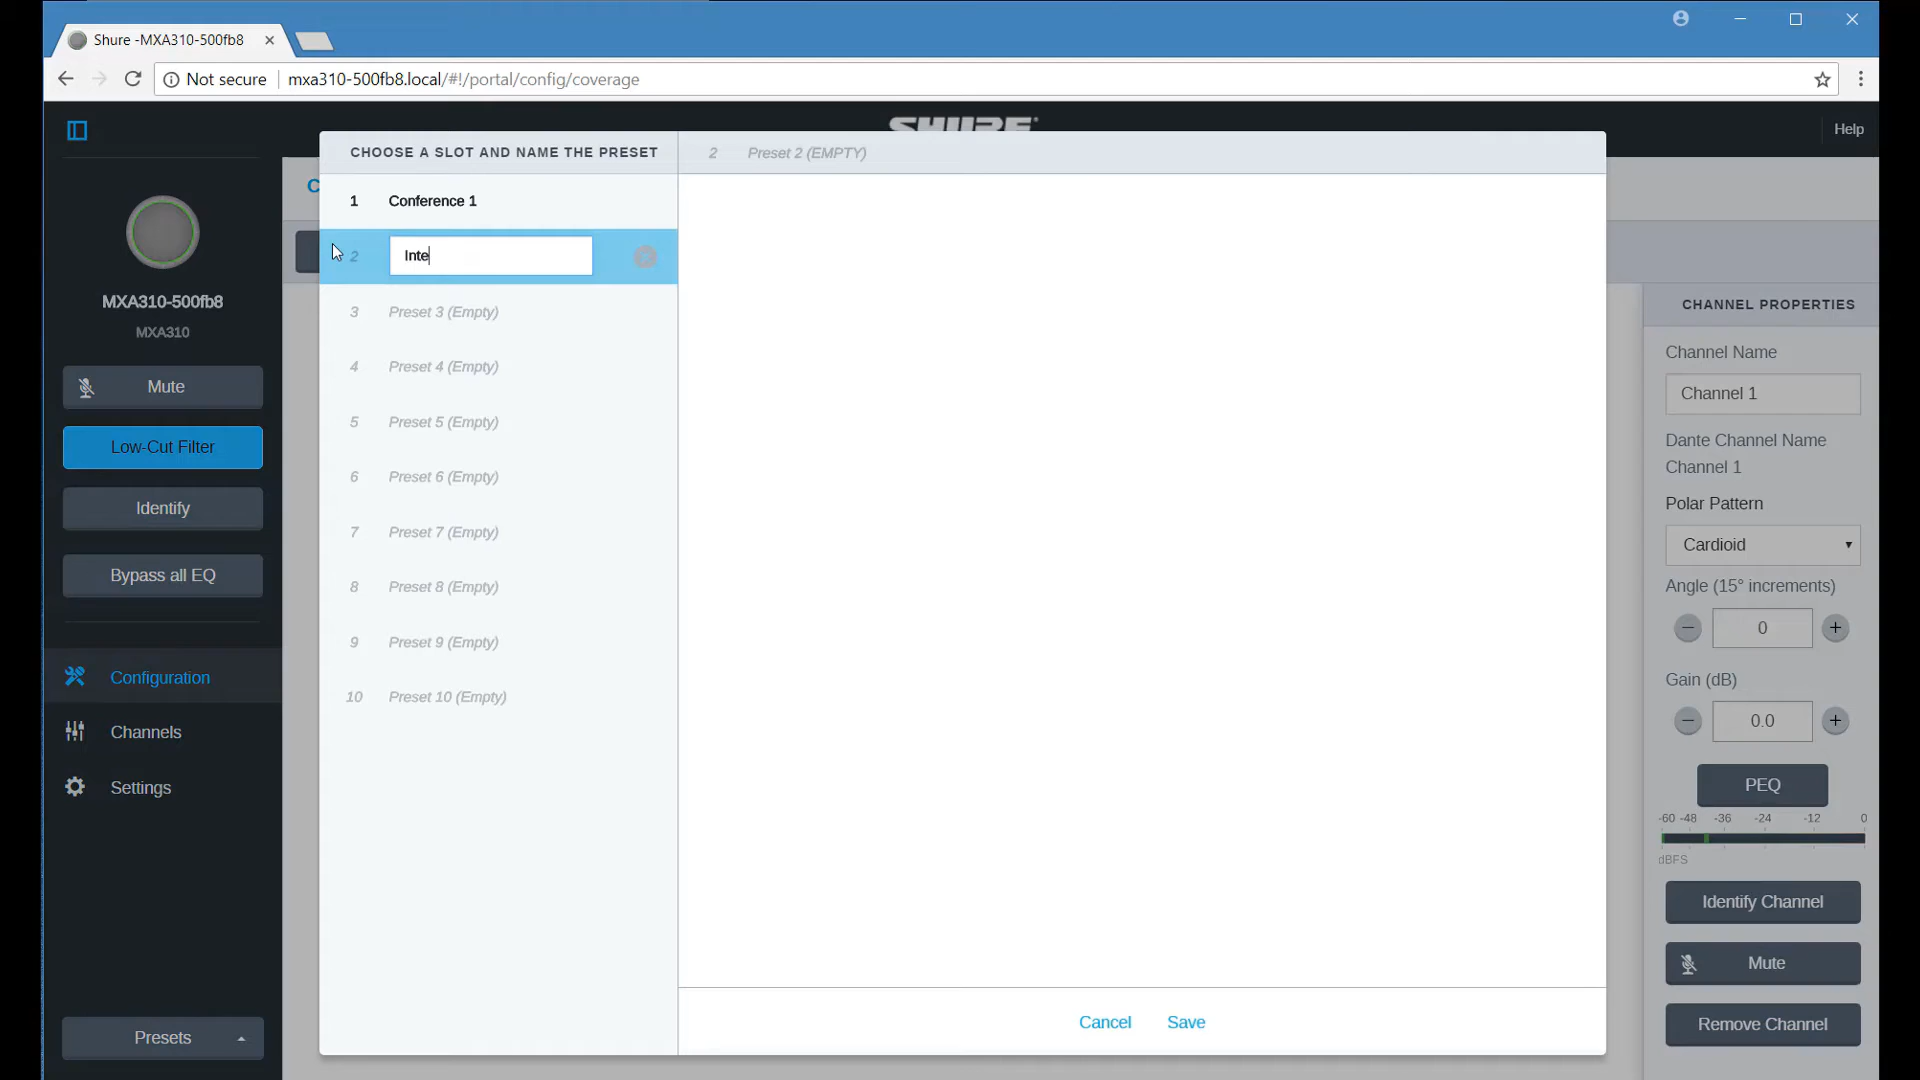 Shure -MXA310-500fb8
Not secure
mxa310-500fb8.local/#!/portal/config/coverage
SHURE
Help
CHOOSE A SLOT AND NAME THE PRESET
2 Preset 2 (EMPTY)
C
1 Conference 1
2 Inte
MXA310-500fb8
MXA310
3 Preset 3 (Empty)
4 Preset 4 (Empty)
5 Preset 5 (Empty)
6 Preset 6 (Empty)
7 Preset 7 (Empty)
8 Preset 8 (Empty)
9 Preset 9 (Empty)
10 Preset 10 (Empty)
Mute
Low-Cut Filter
Identify
Bypass all EQ
Configuration
Channels
Settings
Presets
Cancel Save
CHANNEL PROPERTIES
Channel Name
Channel 1
Dante Channel Name
Channel 1
Polar Pattern
Cardioid
Angle (15° increments)
0
Gain (dB)
0.0
PEQ
-60 -48 -36 -24 -12 0
dBFS
Identify Channel
Mute
Remove Channel